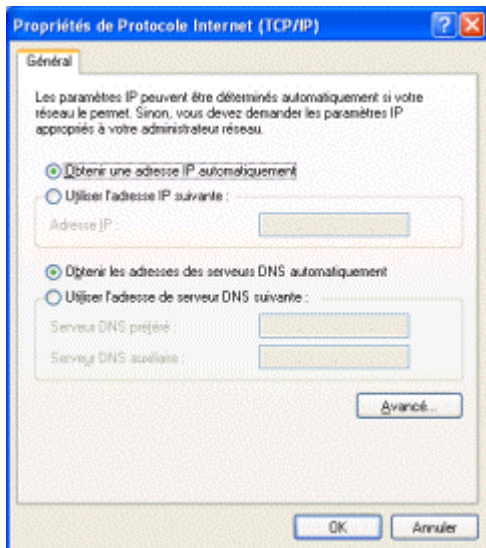 Propriétés de Protocole Internet (TCP/IP)
Général
Les paramètres IP peuvent être déterminés automatiquement si votre
réseau le permet. Sinon, vous devez demander les paramètres IP
appropriés à votre administrateur réseau.
Obtenir une adresse IP automatiquement
Utiliser l'adresse IP suivante :
Adresse IP :
Obtenir les adresses des serveurs DNS automatiquement
Utiliser l'adresse de serveur DNS suivante :
Serveur DNS préféré :
Serveur DNS auxiliaire :
Avancé...
OK
Annuler